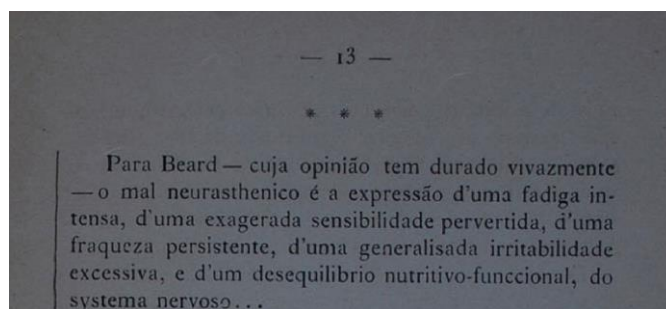 — 13 —
* * *
Para Beard — cuja opinião tem durado vivazmente
— o mal neurasthenico é a expressão d'uma fadiga in-
tensa, d'uma exagerada sensibilidade pervertida, d'uma
fraqueza persistente, d'uma generalisada irritabilidade
excessiva, e d'um desequilibrio nutritivo-funccional, do
systema nervoso...